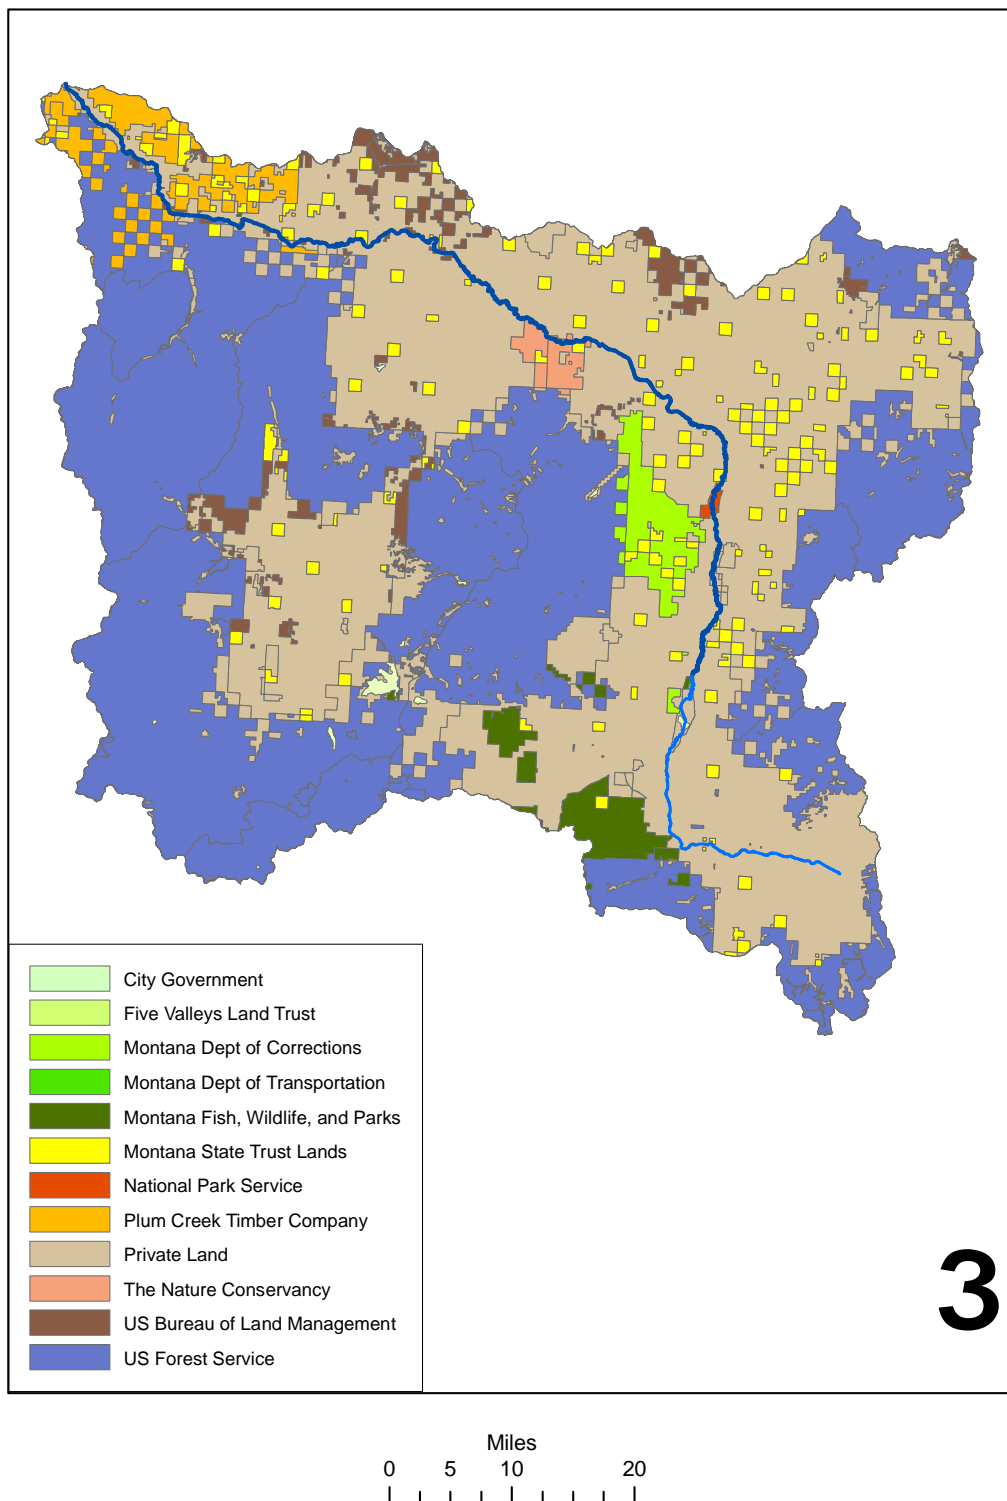 City Government
Five Valleys Land Trust
Montana Dept of Corrections
Montana Dept of Transportation
Montana Fish, Wildlife, and Parks
Montana State Trust Lands
National Park Service
Plum Creek Timber Company
Private Land
The Nature Conservancy
US Bureau of Land Management
US Forest Service
3
Miles
0 5 10 20